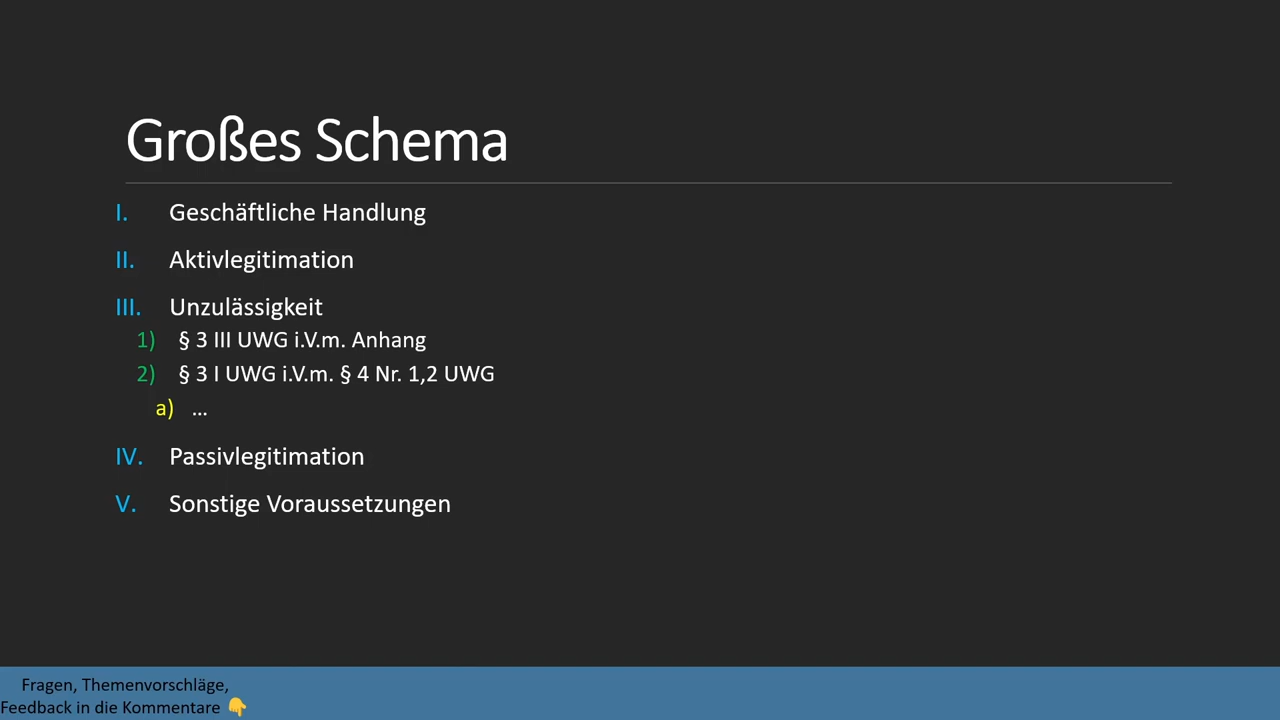 Großes Schema
I. Geschäftliche Handlung
II. Aktivlegitimation
III. Unzulässigkeit
1) § 3 III UWG i.V.m. Anhang
2) § 3 I UWG i.V.m. § 4 Nr. 1,2 UWG
a) ...
IV. Passivlegitimation
V. Sonstige Voraussetzungen
Fragen, Themenvorschläge,
Feedback in die Kommentare 👇